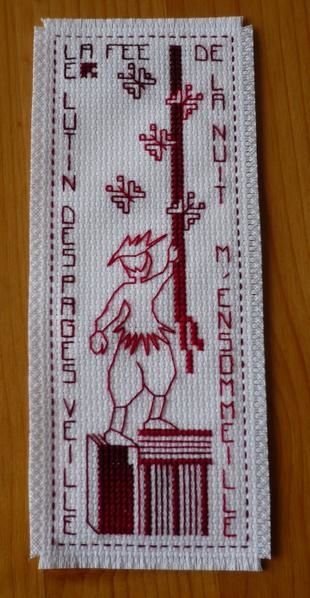 LA FEE DE
LA NUIT M'ENSOMMEILLE
LE LUTIN DES PAGES VEILLE